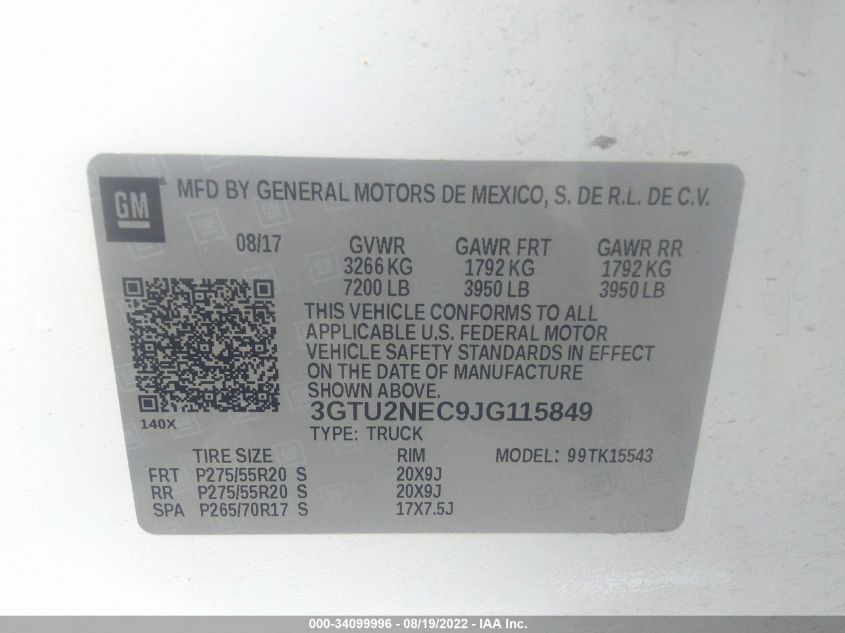 GM MFD BY GENERAL MOTORS DE MEXICO, S. DE R.L. DE C.V.
08/17 GVWR GAWR FRT GAWR RR
3266 KG 1792 KG 1792 KG
7200 LB 3950 LB 3950 LB
THIS VEHICLE CONFORMS TO ALL
APPLICABLE U.S. FEDERAL MOTOR
VEHICLE SAFETY STANDARDS IN EFFECT
ON THE DATE OF MANUFACTURE
SHOWN ABOVE.
3GTU2NEC9JG115849
140X
TYPE: TRUCK
TIRE SIZE RIM MODEL: 99TK15543
FRT P275/55R20 S 20X9J
RR P275/55R20 S 20X9J
SPA P265/70R17 S 17X7.5J
000-34099996 - 08/19/2022 - IAA Inc.